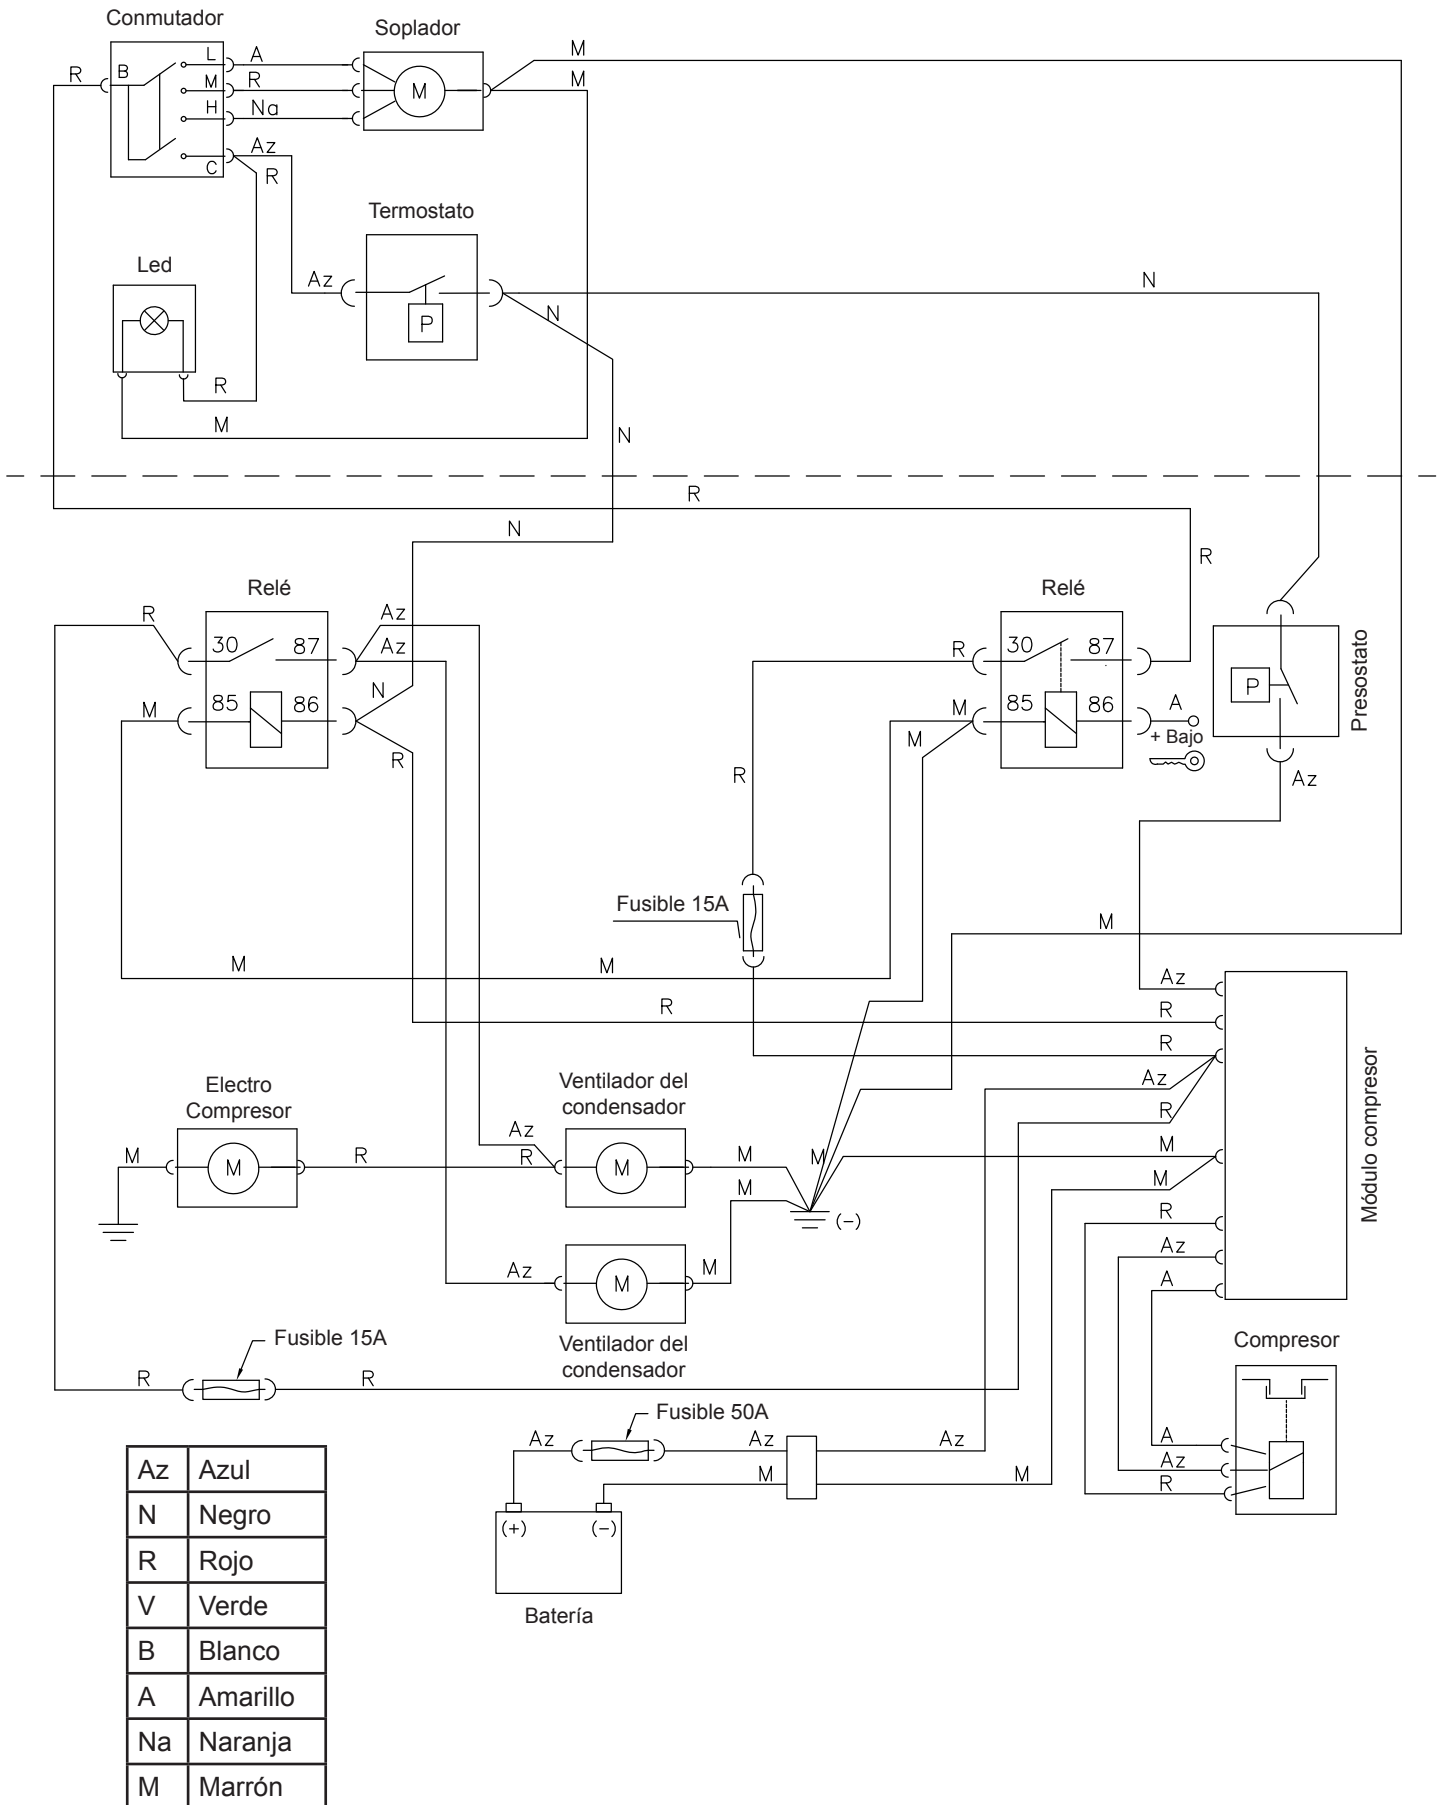 Conmutador
Soplador
M
L A
R B M R M M
H Na
Az
C R
Termostato
Led
Az N
N
P
R
M
N
R
N
R
Relé Relé
R Az
30 87 Az R 30 87
N
M 85 86 M 85 86 A
M + Bajo
R
P
Presostato
R
Az
Fusible 15A
M
M M
Az
R R
R
Az
R
M
M
R
Az
A
Módulo compresor
Electro
Compresor
Ventilador del
condensador
Az
M M R R M M M
M
(-)
Az M M
Ventilador del
condensador
Fusible 15A
R R
Compresor
Fusible 50A
Az Az Az
M M
A
Az
R
(+) (-)
Batería
Az Azul
N Negro
R Rojo
V Verde
B Blanco
A Amarillo
Na Naranja
M Marrón